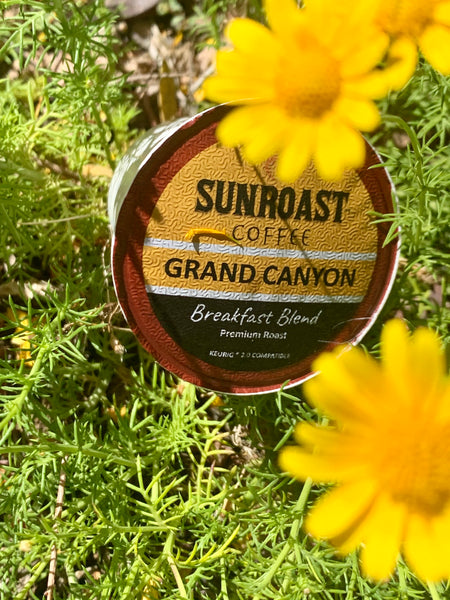 SUNROAST
COFFEE
GRAND CANYON
Breakfast Blend
Premium Roast
KEURIG ® 2.0 COMPATIBLE